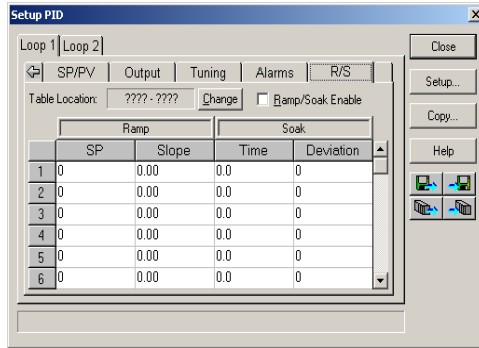 Setup PID
Loop 1 Loop 2
Close
SP/PV Output Tuning Alarms R/S
Setup...
Table Location: ???? - ???? Change Ramp/Soak Enable
Copy...
Ramp Soak
Help
SP Slope Time Deviation
1 0 0.00 0.0 0
2 0 0.00 0.0 0
3 0 0.00 0.0 0
4 0 0.00 0.0 0
5 0 0.00 0.0 0
6 0 0.00 0.0 0